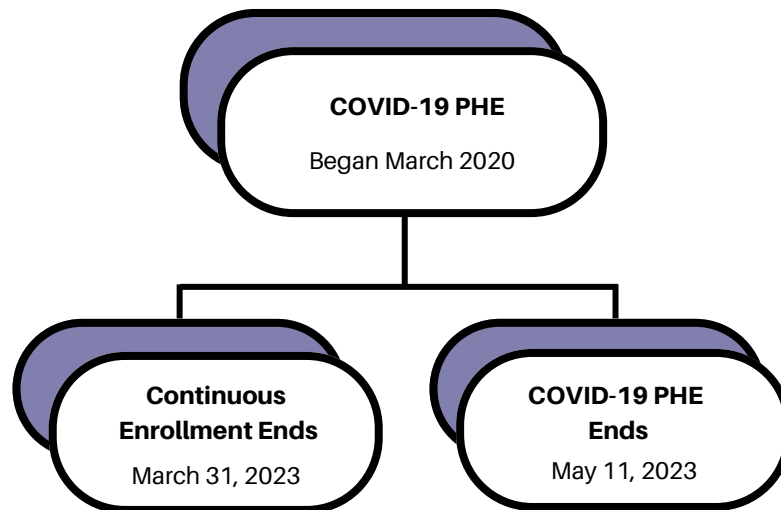 COVID-19 PHE
Began March 2020
Continuous
Enrollment Ends
March 31, 2023
COVID-19 PHE
Ends
May 11, 2023